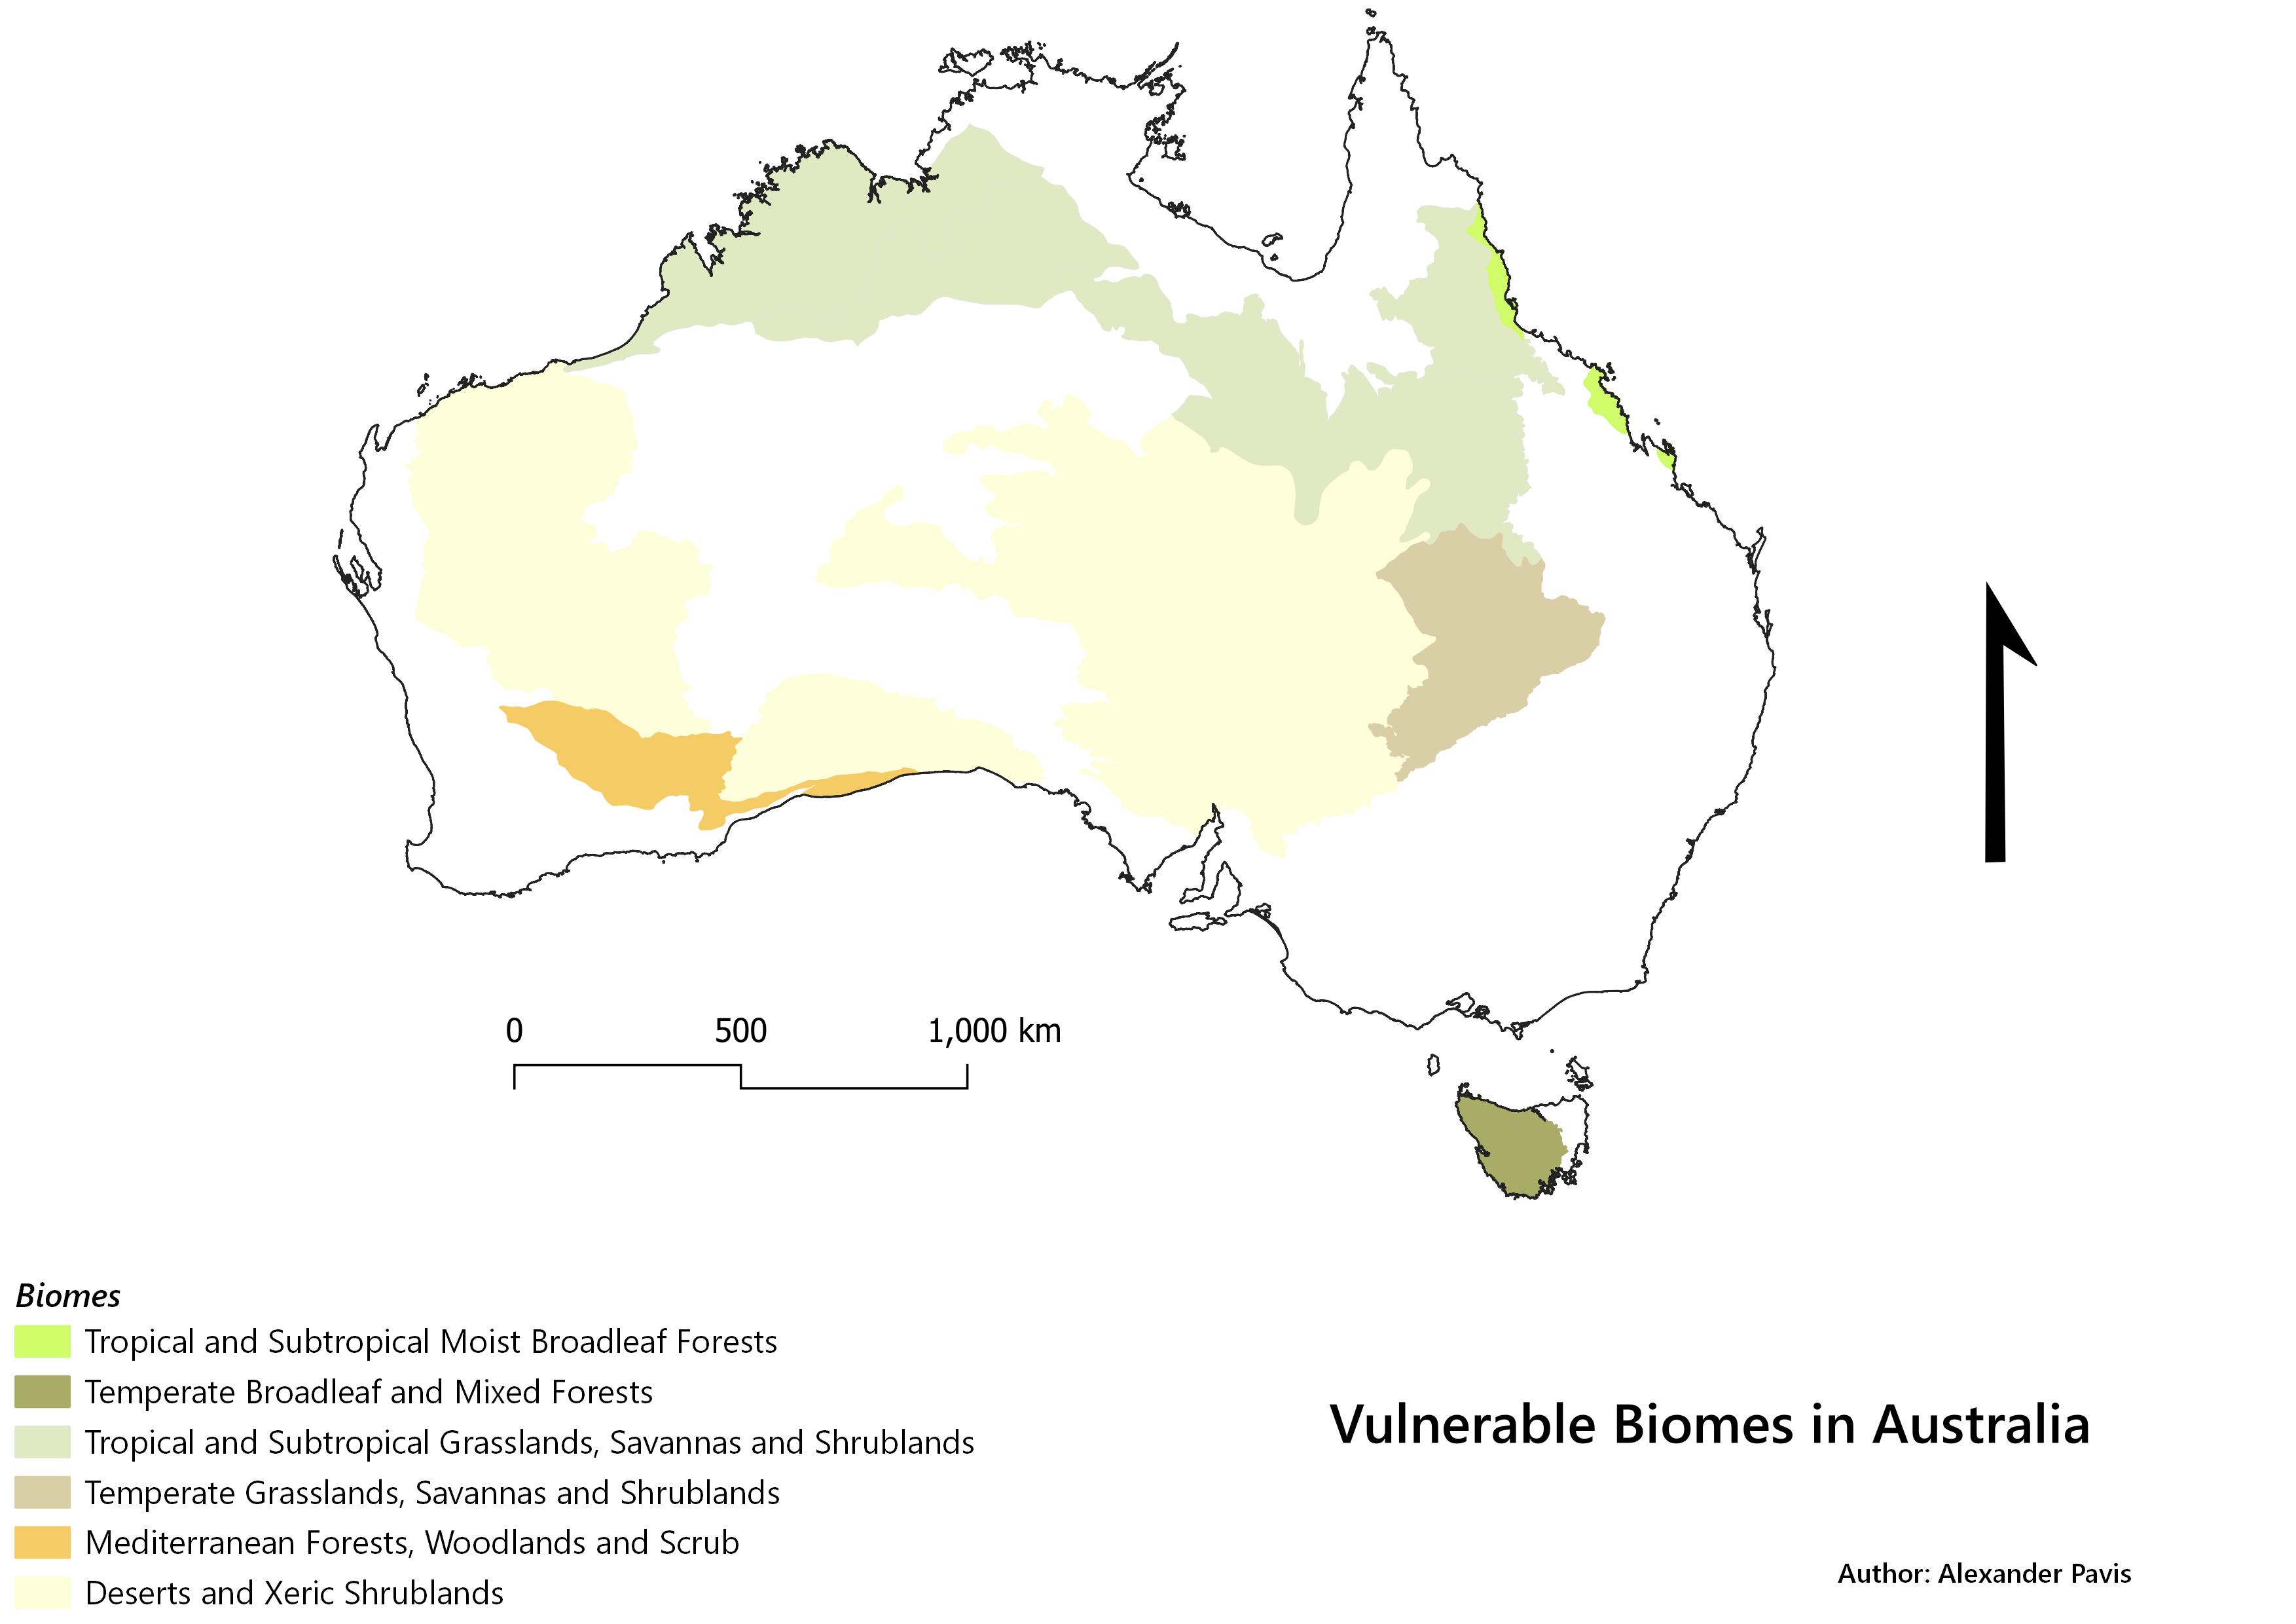 0 500 1,000 km
Biomes
Tropical and Subtropical Moist Broadleaf Forests
Temperate Broadleaf and Mixed Forests
Tropical and Subtropical Grasslands, Savannas and Shrublands
Temperate Grasslands, Savannas and Shrublands
Mediterranean Forests, Woodlands and Scrub
Deserts and Xeric Shrublands
Vulnerable Biomes in Australia
Author: Alexander Pavis